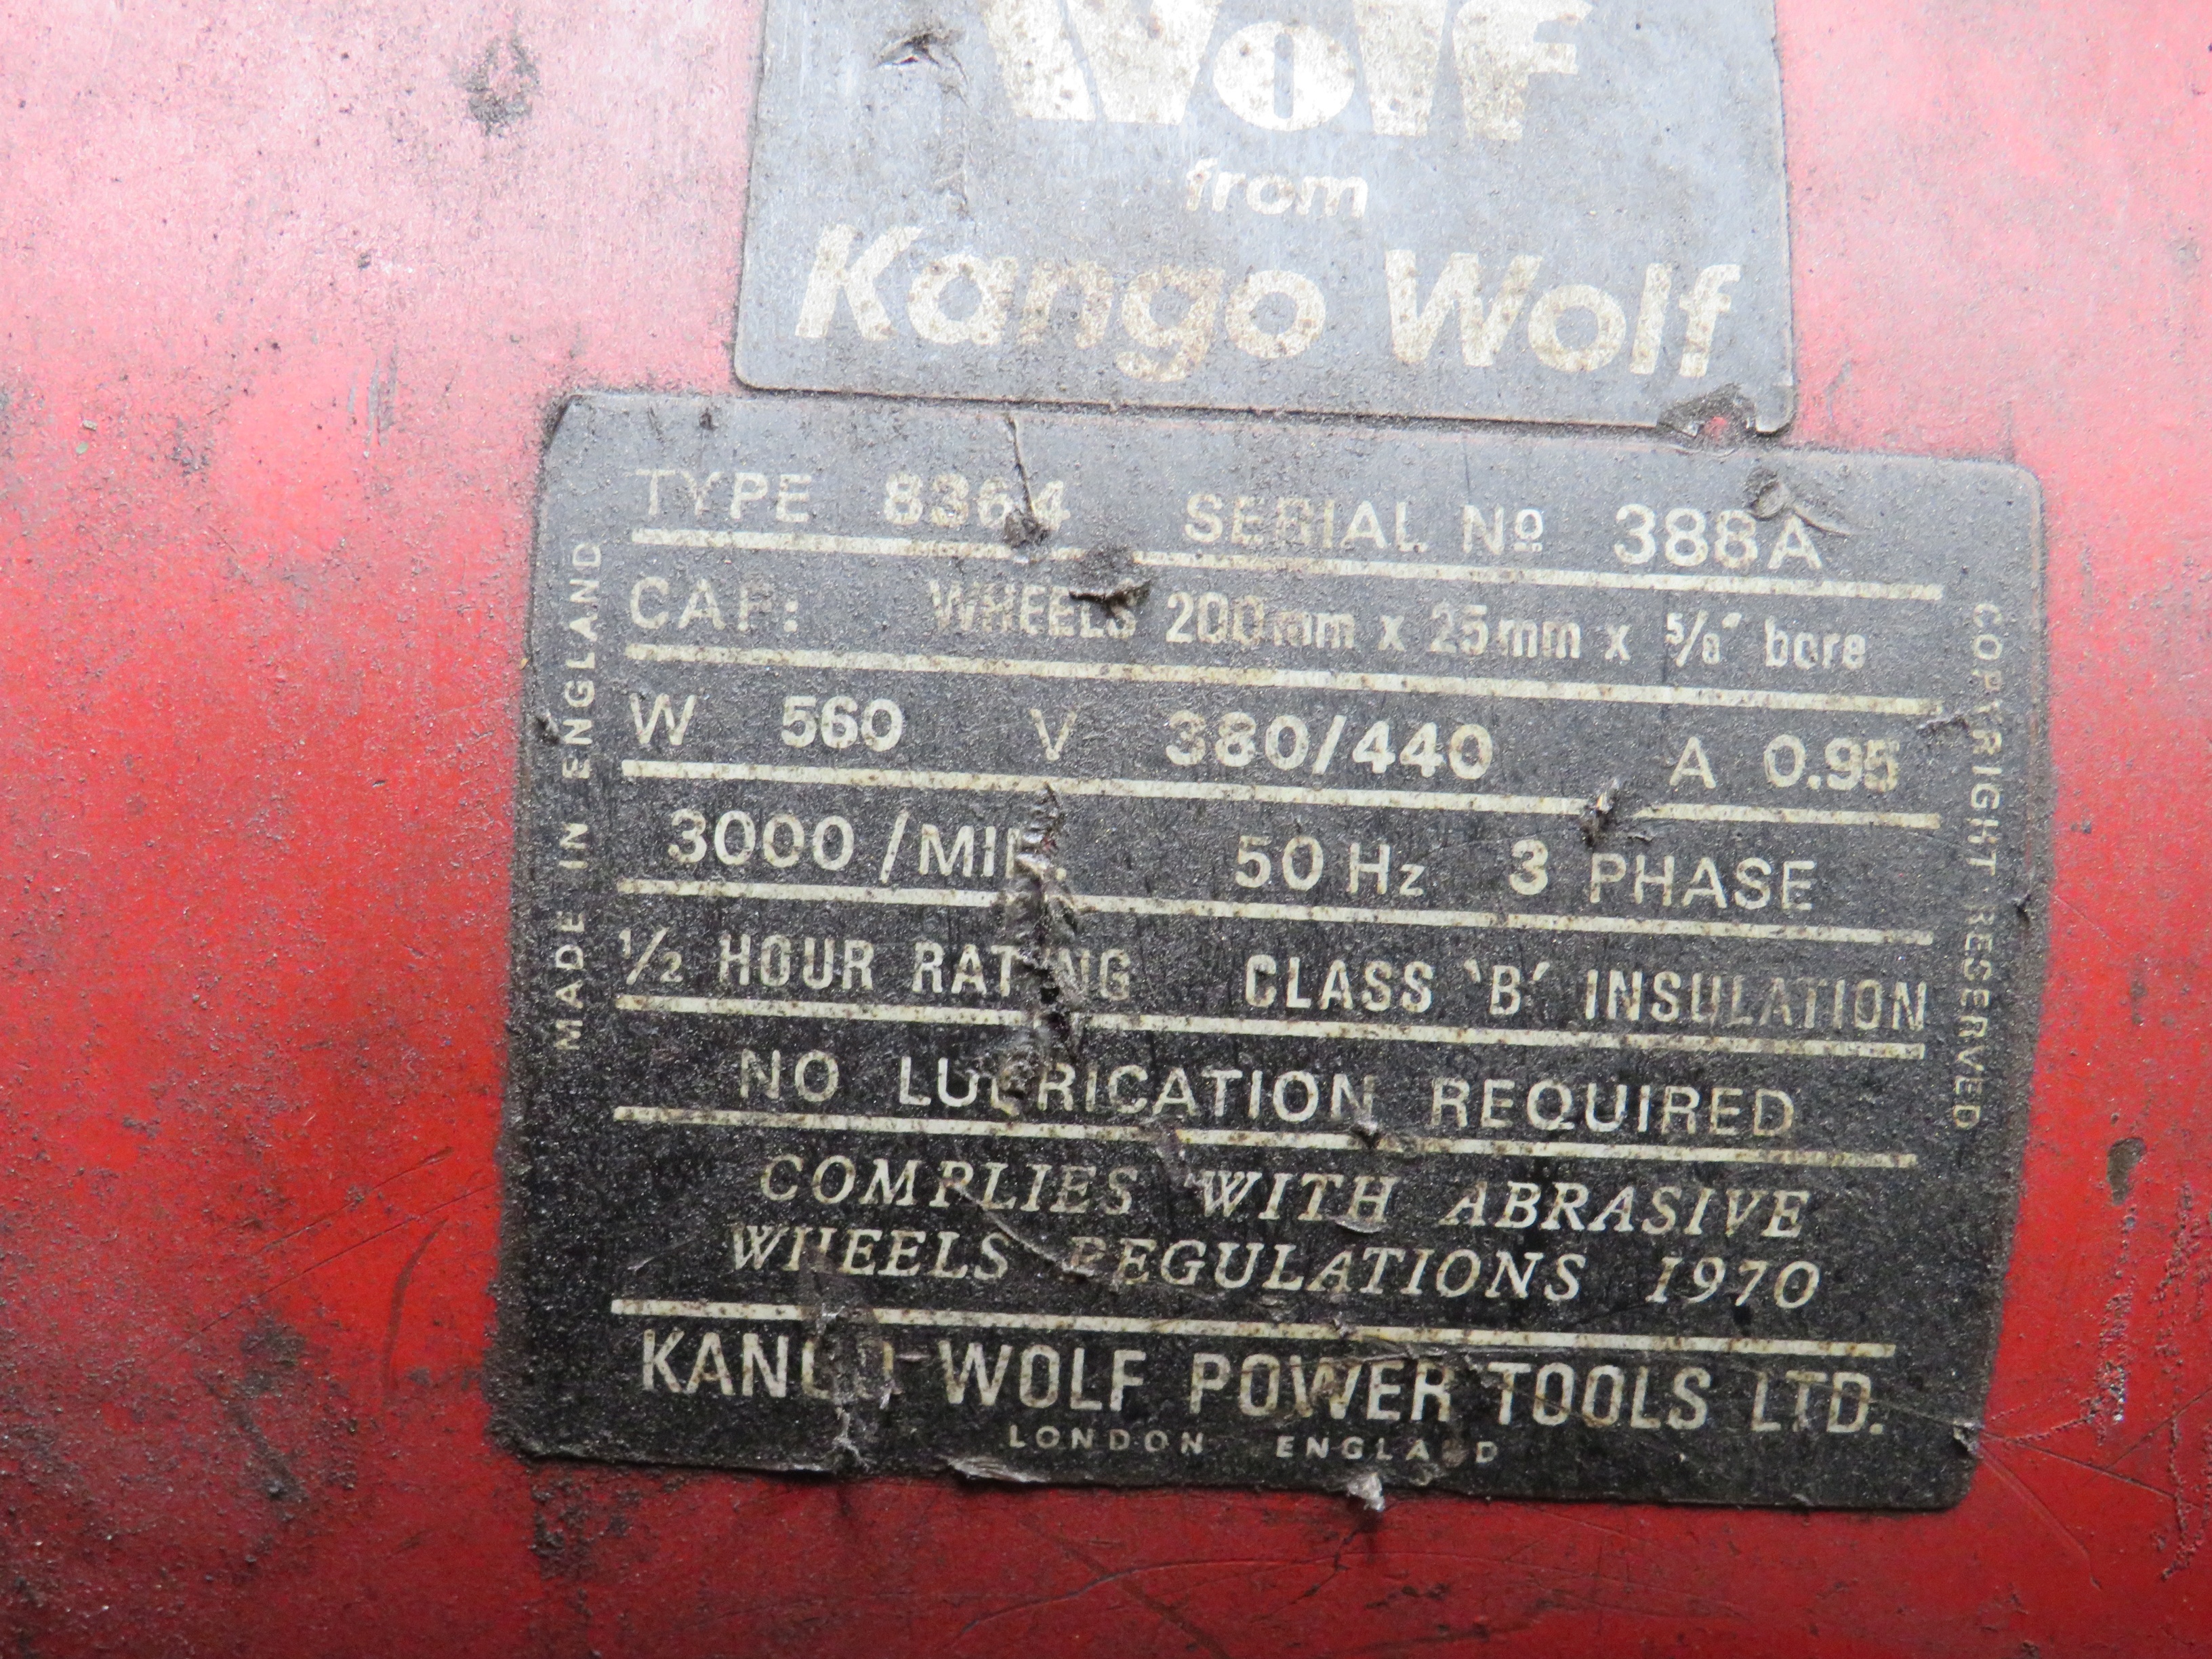 Wolf
from
Kango Wolf
TYPE 8364 SERIAL Nº 388A
CAP: WHEELS 200mm x 25mm x 5/8" bore
W 560 V 380/440 A 0.95
3000 /MIN. 50 Hz 3 PHASE
1/2 HOUR RATING CLASS 'B' INSULATION
NO LUBRICATION REQUIRED
COMPLIES WITH ABRASIVE
WHEELS REGULATIONS 1970
KANGO WOLF POWER TOOLS LTD.
LONDON ENGLAND
MADE IN ENGLAND
COPYRIGHT RESERVED